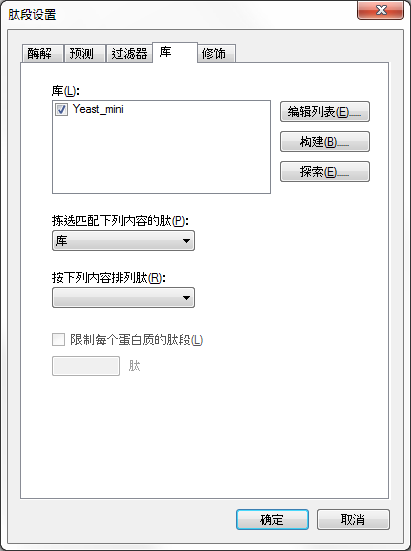 肽段设置
酶解 预测 过滤器 库 修饰
库(L):
Yeast_mini
编辑列表(E)......
构建(B)......
探索(E)......
拣选匹配下列内容的肽(P):
库
按下列内容排列肽(R):
限制每个蛋白质的肽段(L)
肽
确定 取消